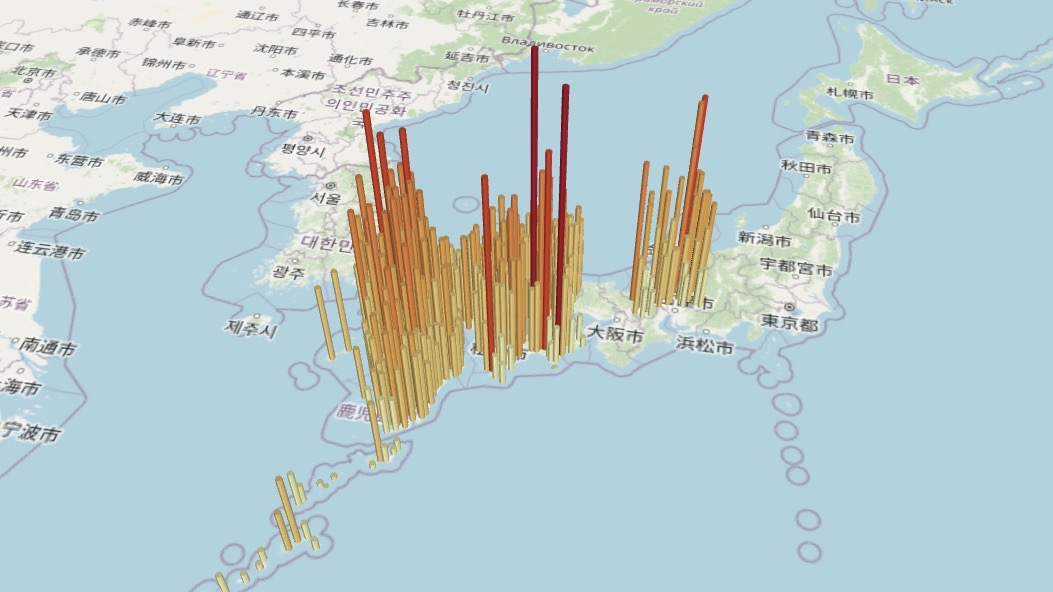 长春市
приморский
край
牡丹江市
通辽市
吉林市
赤峰市
四平市
阜新市
沈阳市
Владивосток
延吉市
承德市
通化市
锦州市
辽宁省
本溪市
北京市
청진시
조선민주주
의인민공화
국
唐山市
丹东市
天津市
大连市
日本
札幌市
평양시
青森市
东营市
威海市
秋田市
山东省
서울
青岛市
仙台市
连云港市
대한민
新潟市
광주
宇都宮市
苏省
제주시
東京都
大阪市
浜松市
南通市
上海市
宁波市
鹿児